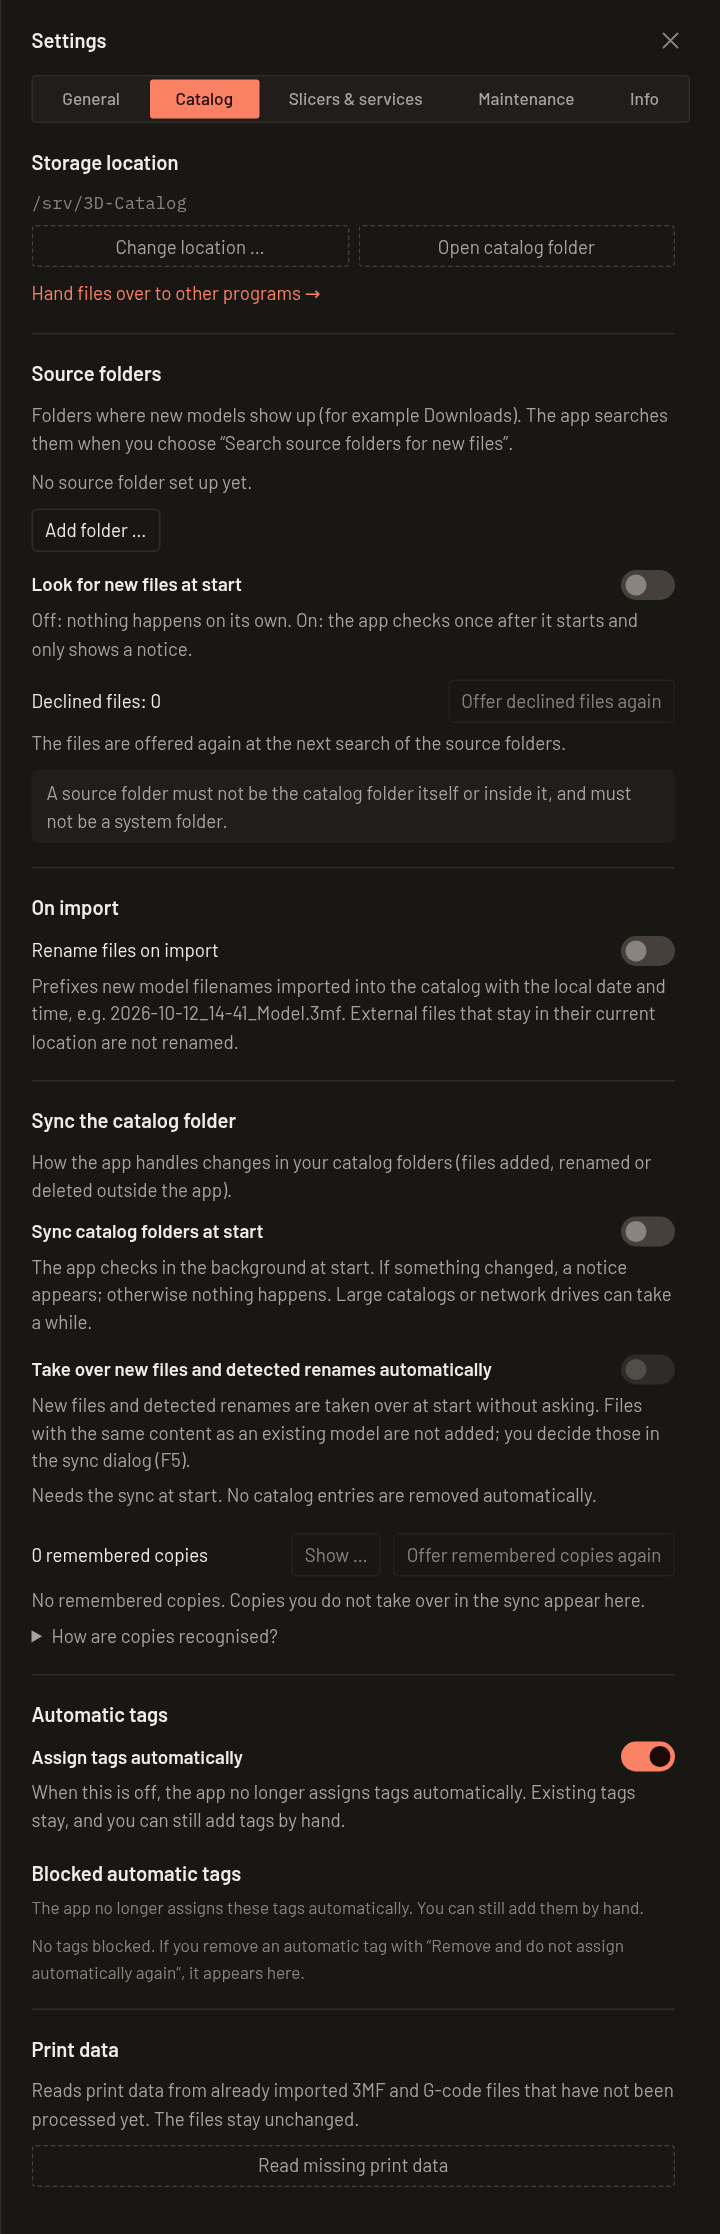 Settings
General
Catalog
Slicers & services
Maintenance
Info
Storage location
/srv/3D-Catalog
Change location ...
Open catalog folder
Hand files over to other programs →
Source folders
Folders where new models show up (for example Downloads). The app searches
them when you choose “Search source folders for new files”.
No source folder set up yet.
Add folder ...
Look for new files at start
Off: nothing happens on its own. On: the app checks once after it starts and
only shows a notice.
Declined files: 0
Offer declined files again
The files are offered again at the next search of the source folders.
A source folder must not be the catalog folder itself or inside it, and must
not be a system folder.
On import
Rename files on import
Prefixes new model filenames imported into the catalog with the local date and
time, e.g. 2026-10-12_14-41_Model.3mf. External files that stay in their current
location are not renamed.
Sync the catalog folder
How the app handles changes in your catalog folders (files added, renamed or
deleted outside the app).
Sync catalog folders at start
The app checks in the background at start. If something changed, a notice
appears; otherwise nothing happens. Large catalogs or network drives can take
a while.
Take over new files and detected renames automatically
New files and detected renames are taken over at start without asking. Files
with the same content as an existing model are not added; you decide those in
the sync dialog (F5).
Needs the sync at start. No catalog entries are removed automatically.
0 remembered copies
Show ...
Offer remembered copies again
No remembered copies. Copies you do not take over in the sync appear here.
▶ How are copies recognised?
Automatic tags
Assign tags automatically
When this is off, the app no longer assigns tags automatically. Existing tags
stay, and you can still add tags by hand.
Blocked automatic tags
The app no longer assigns these tags automatically. You can still add them by hand.
No tags blocked. If you remove an automatic tag with “Remove and do not assign
automatically again”, it appears here.
Print data
Reads print data from already imported 3MF and G-code files that have not been
processed yet. The files stay unchanged.
Read missing print data